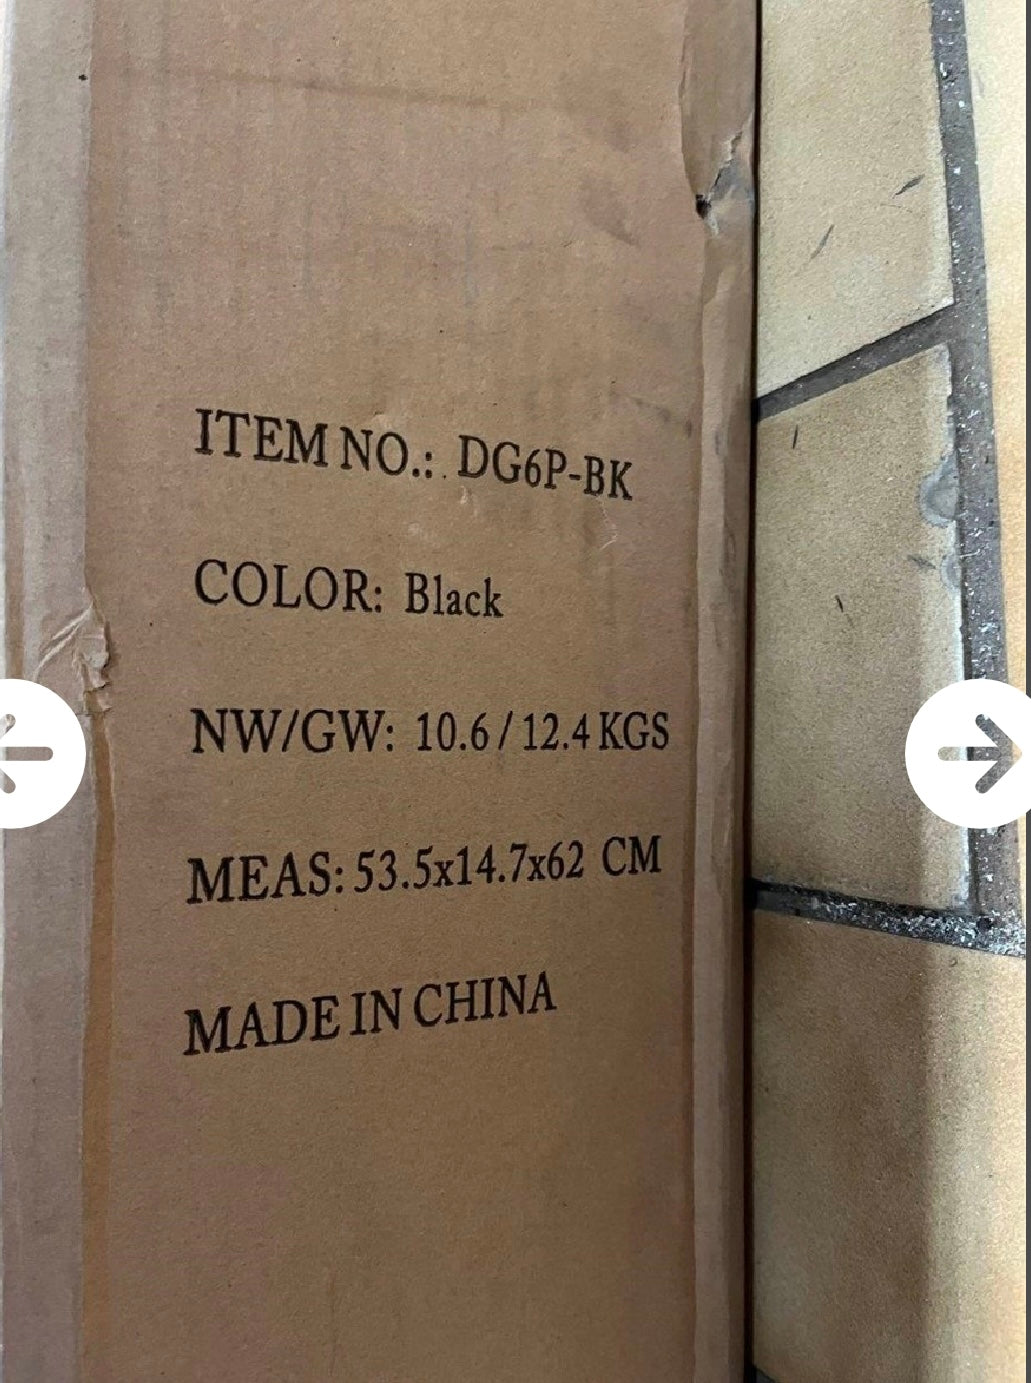 ITEM NO.: DG6P-BK
COLOR: Black
NW/GW: 10.6/12.4 KGS
MEAS: 53.5x14.7x62 CM
MADE IN CHINA